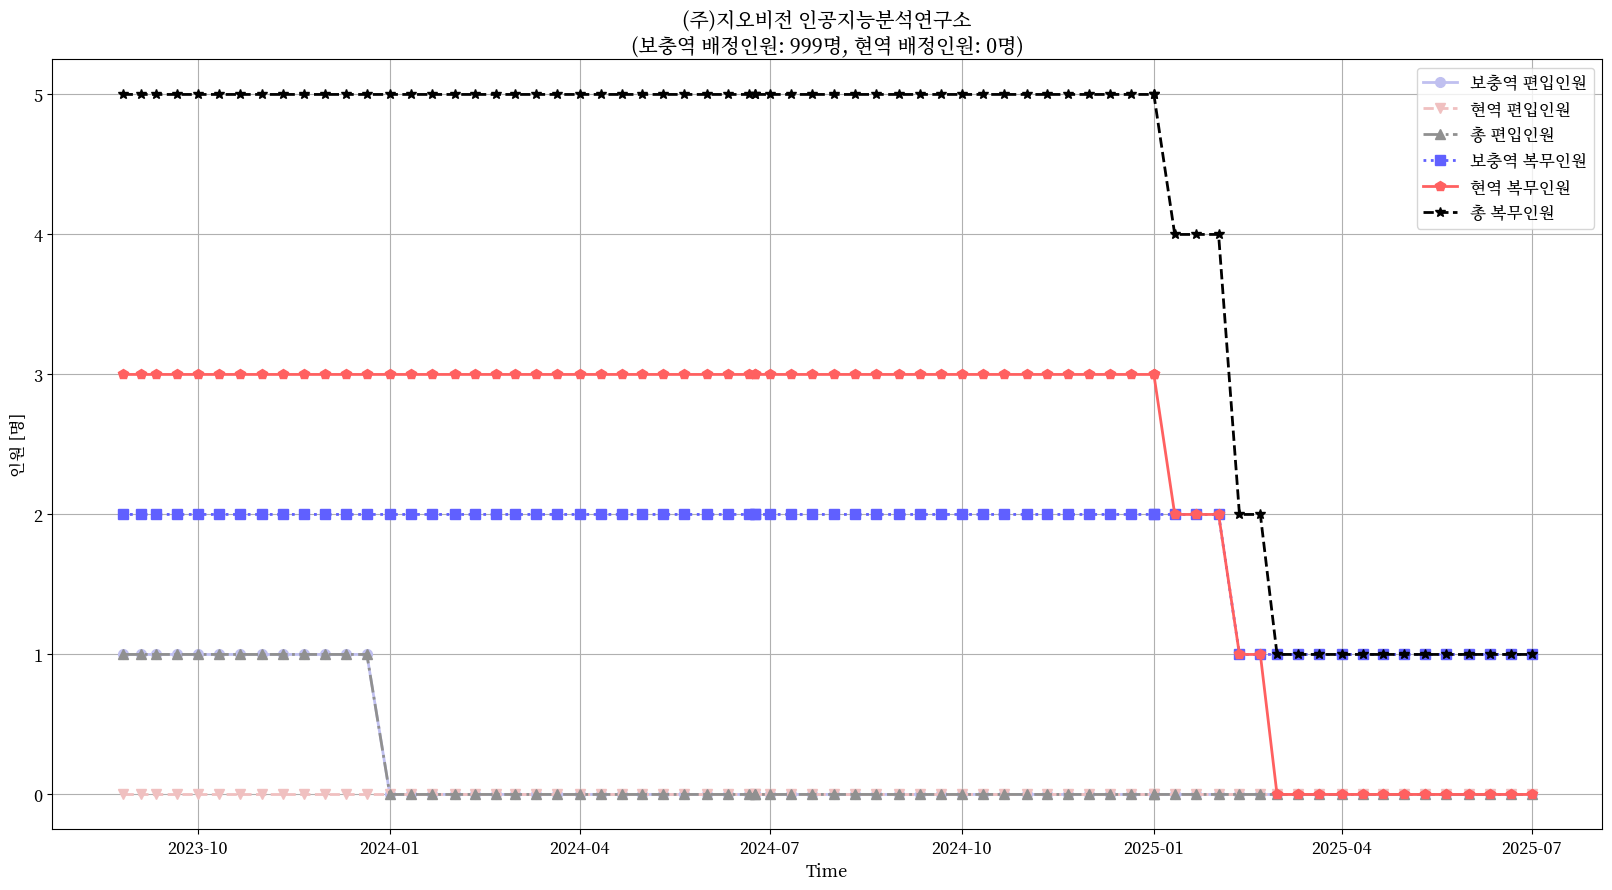 (주)지오비전 인공지능분석연구소
(보충역 배정인원: 999명, 현역 배정인원: 0명)
보충역 편입인원
현역 편입인원
총 편입인원
보충역 복무인원
현역 복무인원
총 복무인원
인원 [명]
5
4
3
2
1
0
2023-10
2024-01
2024-04
2024-07
2024-10
2025-01
2025-04
2025-07
Time